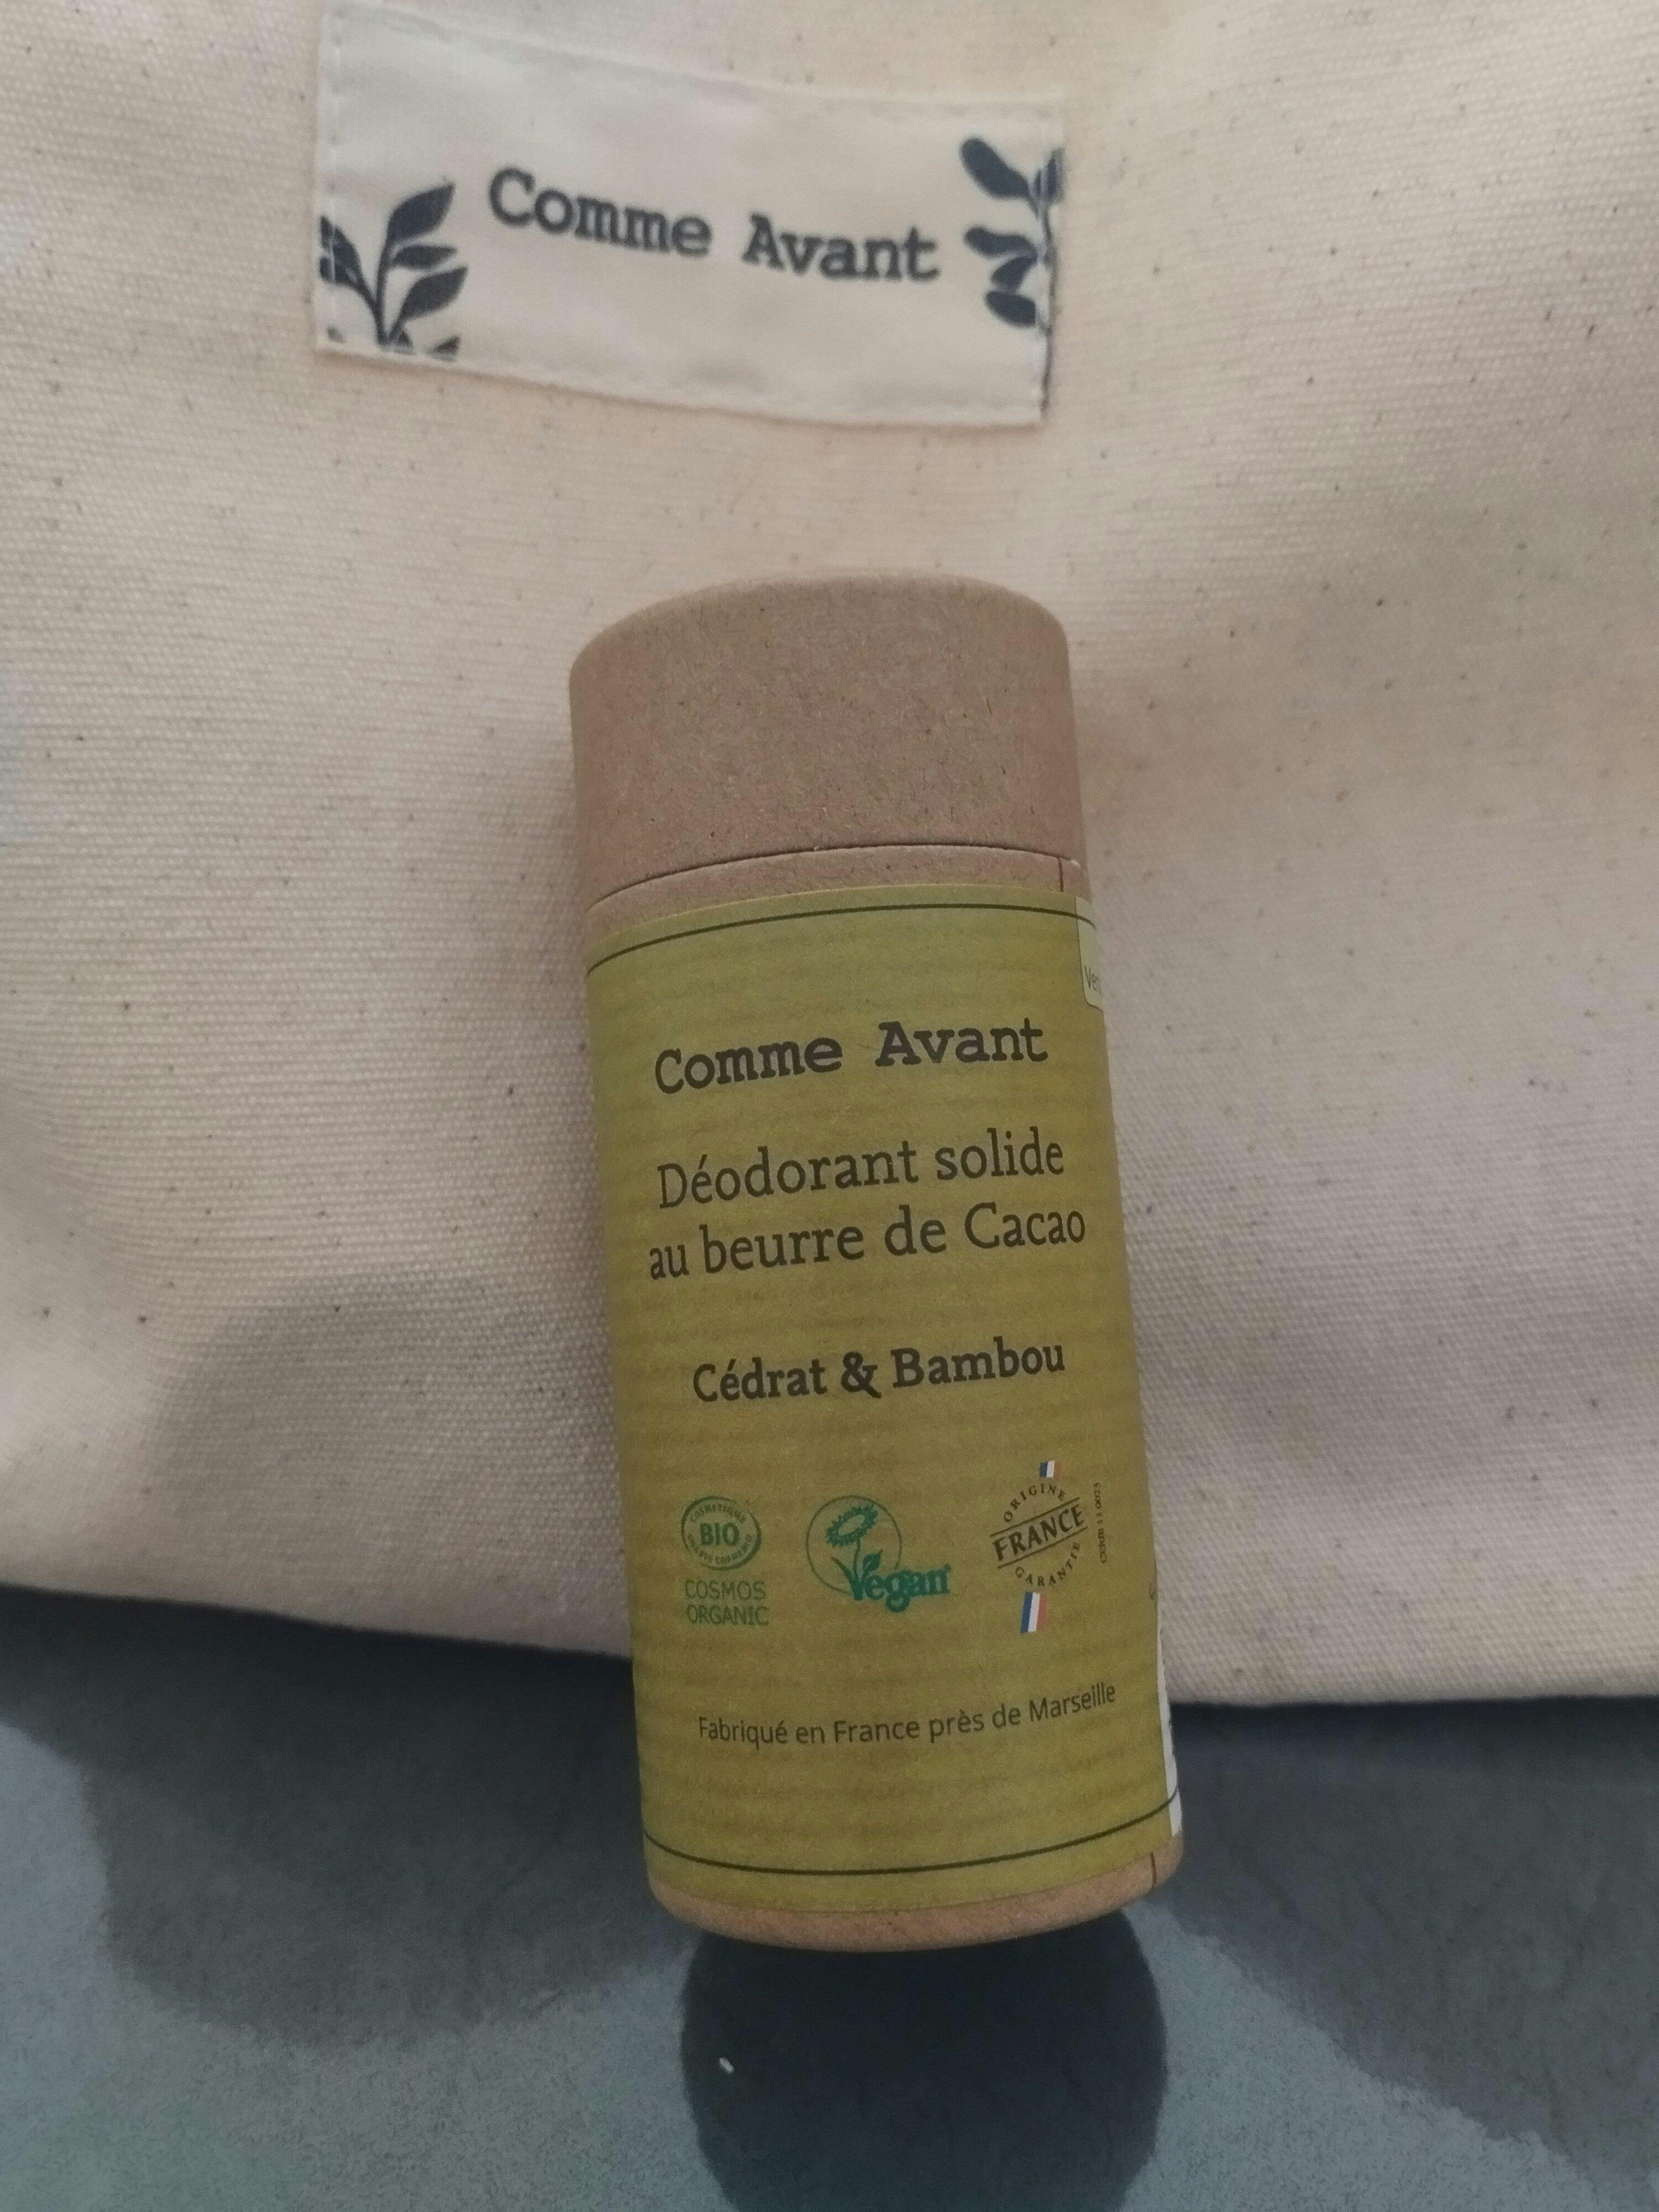 Comme Avant
Comme Avant
Déodorant solide
au beurre de Cacao
Cédrat & Bambou
COSMÉTIQUE
BIO
COSMOS
ORGANIC
Vegan
ORIGINE
FRANCE
GARANTIE
Fabriqué en France près de Marseille